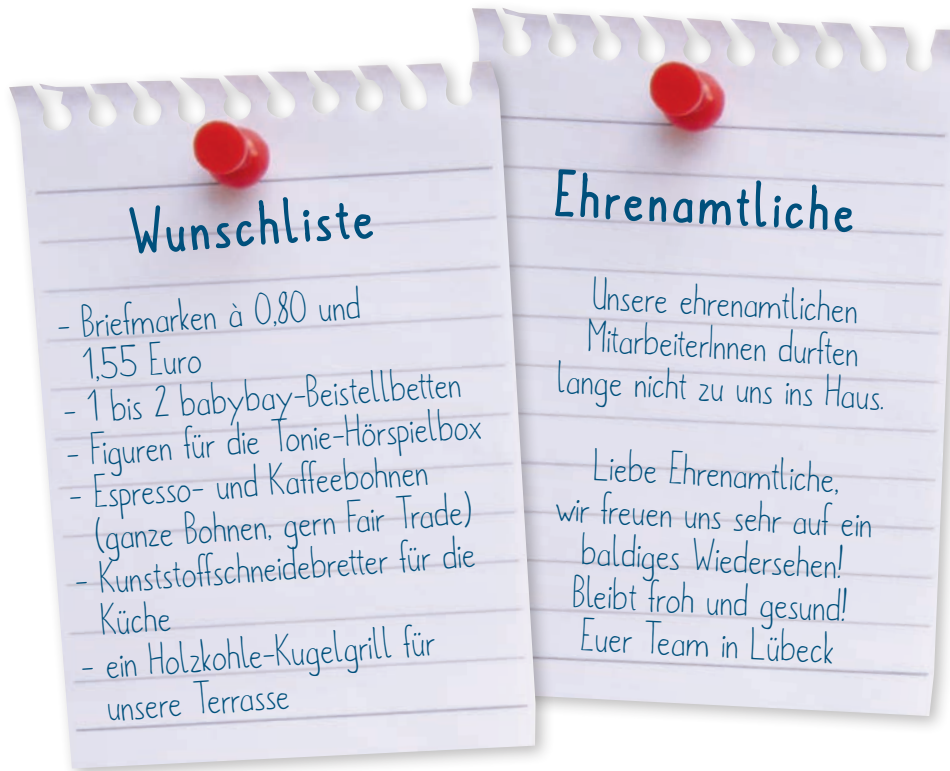 Wunschliste
- Briefmarken à 0,80 und
1,55 Euro
- 1 bis 2 babybay-Beistellbetten
- Figuren für die Tonie-Hörspielbox
- Espresso- und Kaffeebohnen
(ganze Bohnen, gern Fair Trade)
- Kunststoffschneidebretter für die
Küche
- ein Holzkohle-Kugelgrill für
unsere Terrasse
Ehrenamtliche
Unsere ehrenamtlichen
MitarbeiterInnen durften
lange nicht zu uns ins Haus.
Liebe Ehrenamtliche,
wir freuen uns sehr auf ein
baldiges Wiedersehen!
Bleibt froh und gesund!
Euer Team in Lübeck